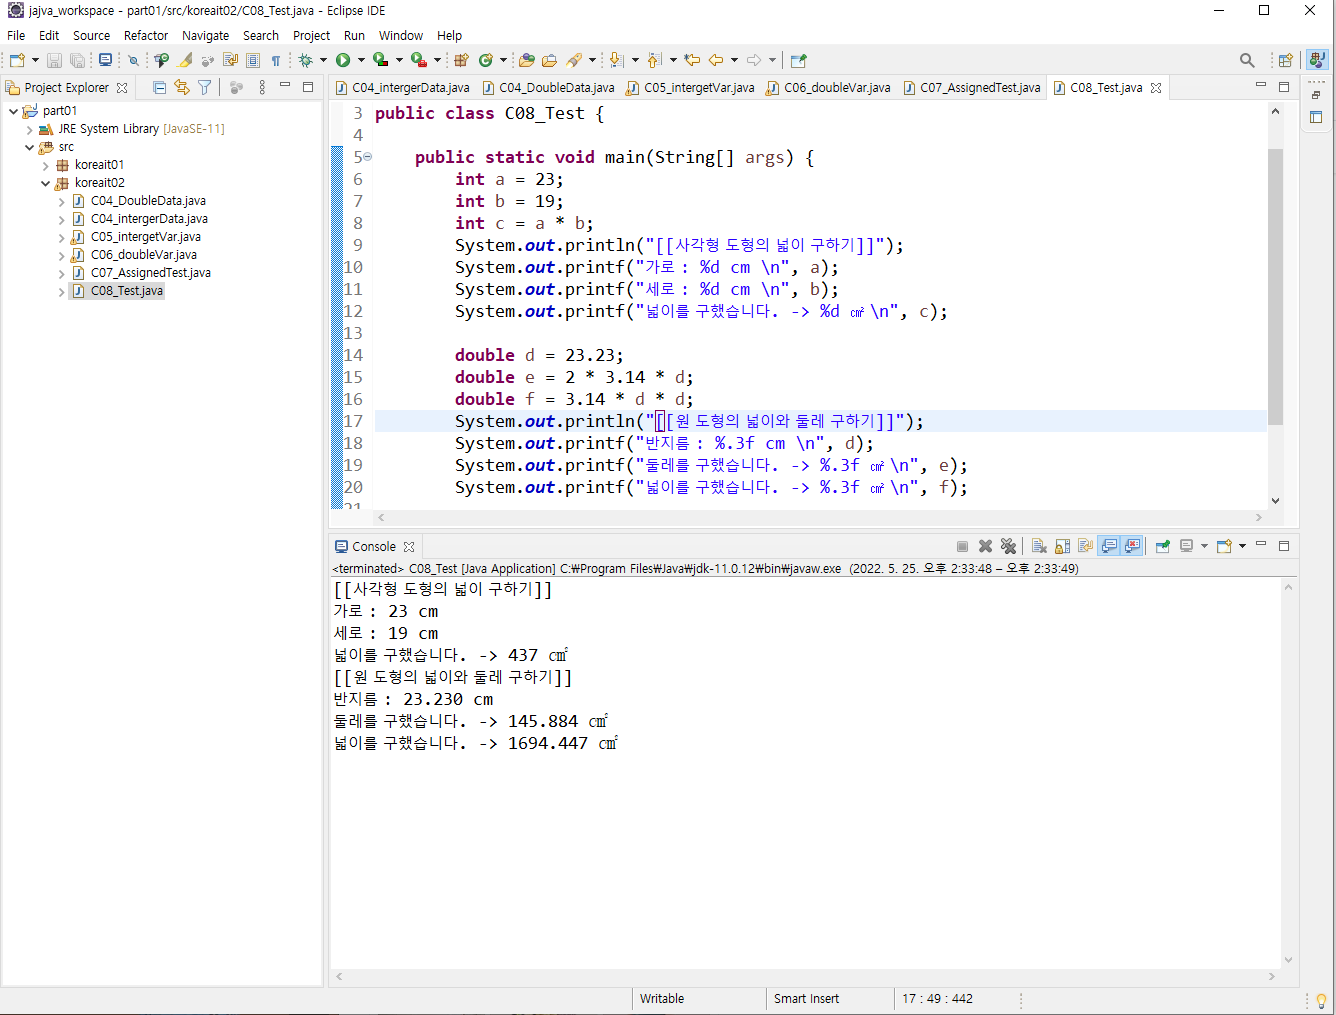 jajva_workspace - part01/src/koreait02/C08_Test.java - Eclipse IDE
File Edit Source Refactor Navigate Search Project Run Window Help
Project Explorer
part01
JRE System Library [JavaSE-11]
src
koreait01
koreait02
C04_DoubleData.java
C04_intergerData.java
C05_intergetVar.java
C06_doubleVar.java
C07_AssignedTest.java
C08_Test.java
C04_intergerData.java C04_DoubleData.java C05_intergetVar.java C06_doubleVar.java C07_AssignedTest.java C08_Test.java
3 public class C08_Test {
4
5 public static void main(String[] args) {
6 int a = 23;
7 int b = 19;
8 int c = a * b;
9 System.out.println("[[사각형 도형의 넓이 구하기]]");
10 System.out.printf("가로 : %d cm \n", a);
11 System.out.printf("세로 : %d cm \n", b);
12 System.out.printf("넓이를 구했습니다. -> %d ㎠ \n", c);
13
14 double d = 23.23;
15 double e = 2 * 3.14 * d;
16 double f = 3.14 * d * d;
17 System.out.println("[[원 도형의 넓이와 둘레 구하기]]");
18 System.out.printf("반지름 : %.3f cm \n", d);
19 System.out.printf("둘레를 구했습니다. -> %.3f ㎠ \n", e);
20 System.out.printf("넓이를 구했습니다. -> %.3f ㎠ \n", f);
21
Console
<terminated> C08_Test [Java Application] C:₩Program Files₩Java₩jdk-11.0.12₩bin₩javaw.exe (2022. 5. 25. 오후 2:33:48 – 오후 2:33:49)
[[사각형 도형의 넓이 구하기]]
가로 : 23 cm
세로 : 19 cm
넓이를 구했습니다. -> 437 ㎠
[[원 도형의 넓이와 둘레 구하기]]
반지름 : 23.230 cm
둘레를 구했습니다. -> 145.884 ㎠
넓이를 구했습니다. -> 1694.447 ㎠
Writable Smart Insert 17 : 49 : 442